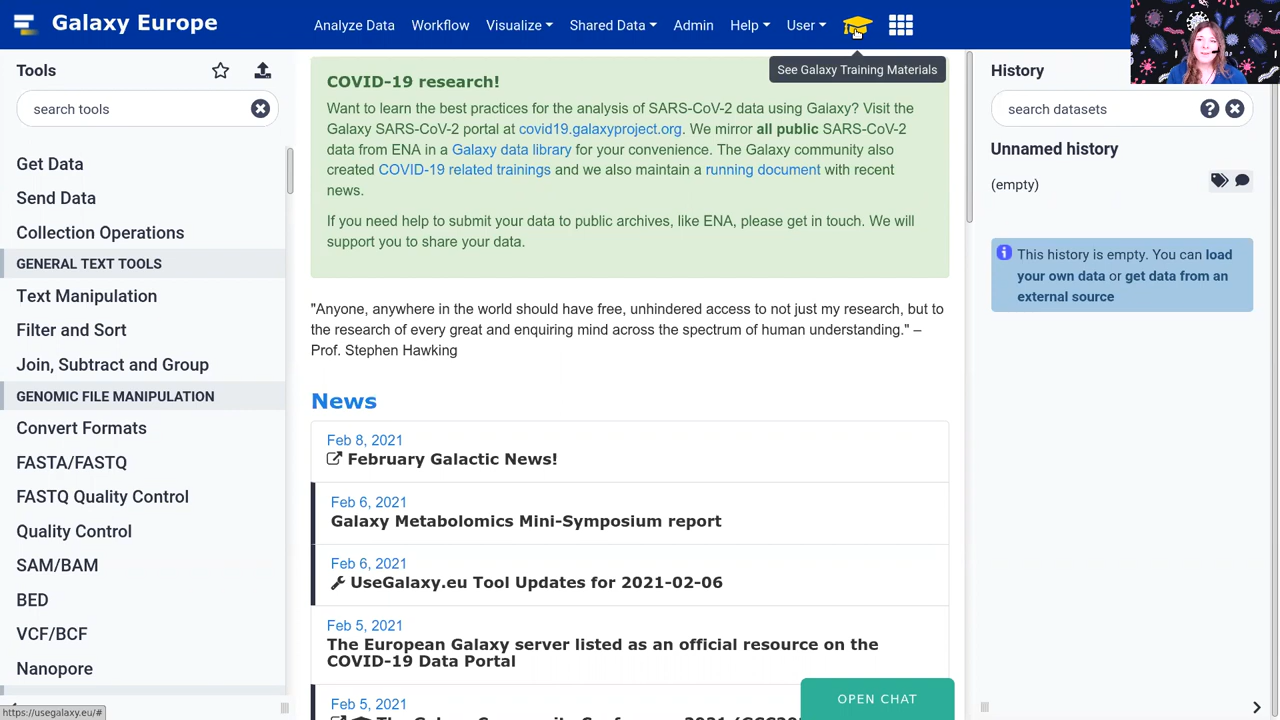 Galaxy Europe
Analyze Data Workflow Visualize Shared Data Admin Help User
See Galaxy Training Materials
Tools
search tools
Get Data
Send Data
Collection Operations
GENERAL TEXT TOOLS
Text Manipulation
Filter and Sort
Join, Subtract and Group
GENOMIC FILE MANIPULATION
Convert Formats
FASTA/FASTQ
FASTQ Quality Control
Quality Control
SAM/BAM
BED
VCF/BCF
Nanopore
https://usegalaxy.eu/#
COVID-19 research!
Want to learn the best practices for the analysis of SARS-CoV-2 data using Galaxy? Visit the
Galaxy SARS-CoV-2 portal at covid19.galaxyproject.org. We mirror all public SARS-CoV-2
data from ENA in a Galaxy data library for your convenience. The Galaxy community also
created COVID-19 related trainings and we also maintain a running document with recent
news.
If you need help to submit your data to public archives, like ENA, please get in touch. We will
support you to share your data.
"Anyone, anywhere in the world should have free, unhindered access to not just my research, but to
the research of every great and enquiring mind across the spectrum of human understanding." –
Prof. Stephen Hawking
News
Feb 8, 2021
February Galactic News!
Feb 6, 2021
Galaxy Metabolomics Mini-Symposium report
Feb 6, 2021
UseGalaxy.eu Tool Updates for 2021-02-06
Feb 5, 2021
The European Galaxy server listed as an official resource on the
COVID-19 Data Portal
Feb 5, 2021
The Galaxy Community Conference 2021
OPEN CHAT
History
search datasets
Unnamed history
(empty)
This history is empty. You can load
your own data or get data from an
external source